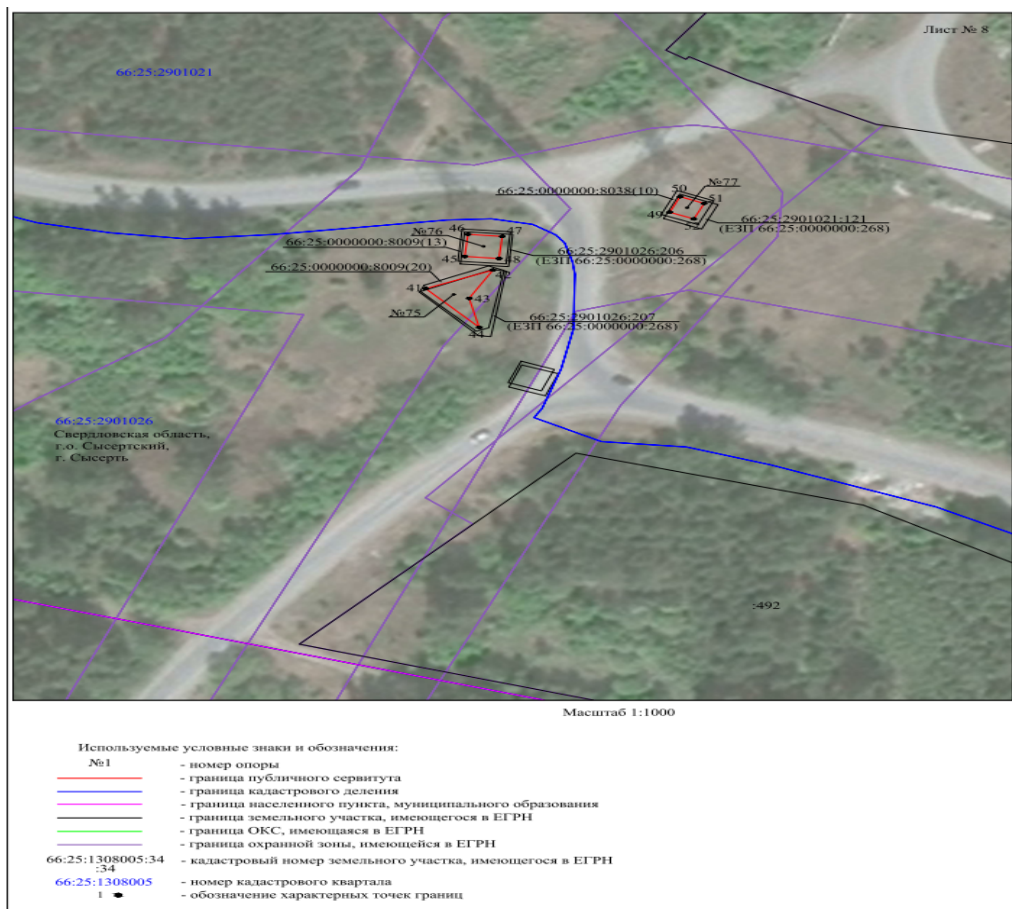 Лист № 8
66:25:2901021
66:25:0000000:8038(10)
50
№77
51
49
52
66:25:2901021:121
(ЕЗП 66:25:0000000:268)
№76
46
47
66:25:0000000:8009(13)
45
48
66:25:2901026:206
(ЕЗП 66:25:0000000:268)
66:25:0000000:8009(20)
42
41
43
№75
44
66:25:2901026:207
(ЕЗП 66:25:0000000:268)
66:25:2901026
Свердловская область,
г.о. Сысертский,
г. Сысерть
:492
Масштаб 1:1000
Используемые условные знаки и обозначения:
№1 - номер опоры
- граница публичного сервитута
- граница кадастрового деления
- граница населенного пункта, муниципального образования
- граница земельного участка, имеющегося в ЕГРН
- граница ОКС, имеющаяся в ЕГРН
- граница охранной зоны, имеющейся в ЕГРН
66:25:1308005:34 - кадастровый номер земельного участка, имеющегося в ЕГРН
:34
66:25:1308005 - номер кадастрового квартала
1 - обозначение характерных точек границ